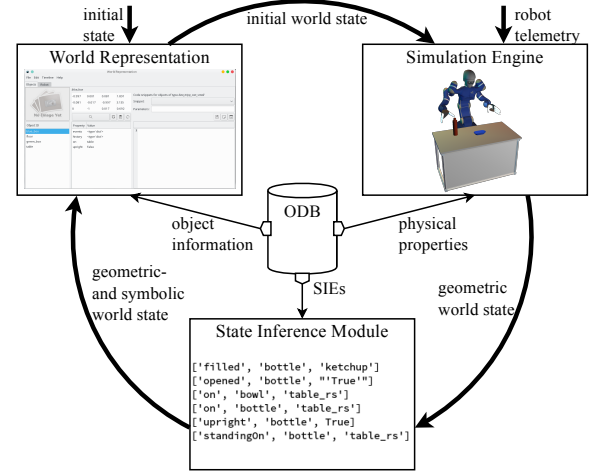 initial
state
initial world state
robot
telemetry
World Representation
Simulation Engine
ODB
object
information
physical
properties
SIEs
geometric-
and symbolic
world state
geometric
world state
State Inference Module
['filled', 'bottle', 'ketchup']
['opened', 'bottle', "'True'"]
['on', 'bowl', 'table_rs']
['on', 'bottle', 'table_rs']
['upright', 'bottle', True]
['standingOn', 'bottle', 'table_rs']